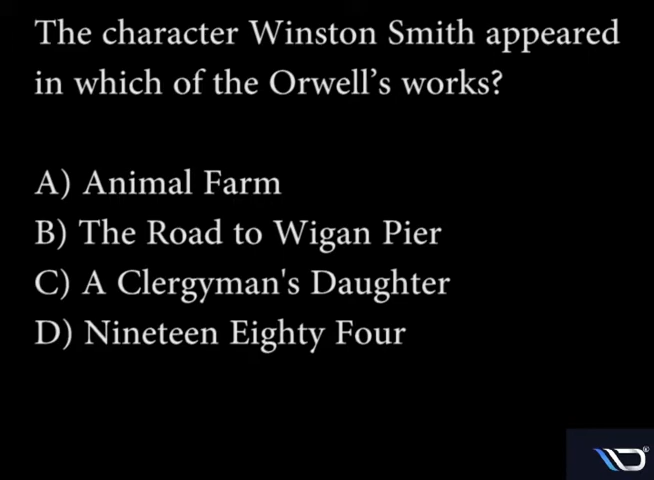 The character Winston Smith appeared
in which of the Orwell’s works?
A) Animal Farm
B) The Road to Wigan Pier
C) A Clergyman's Daughter
D) Nineteen Eighty Four